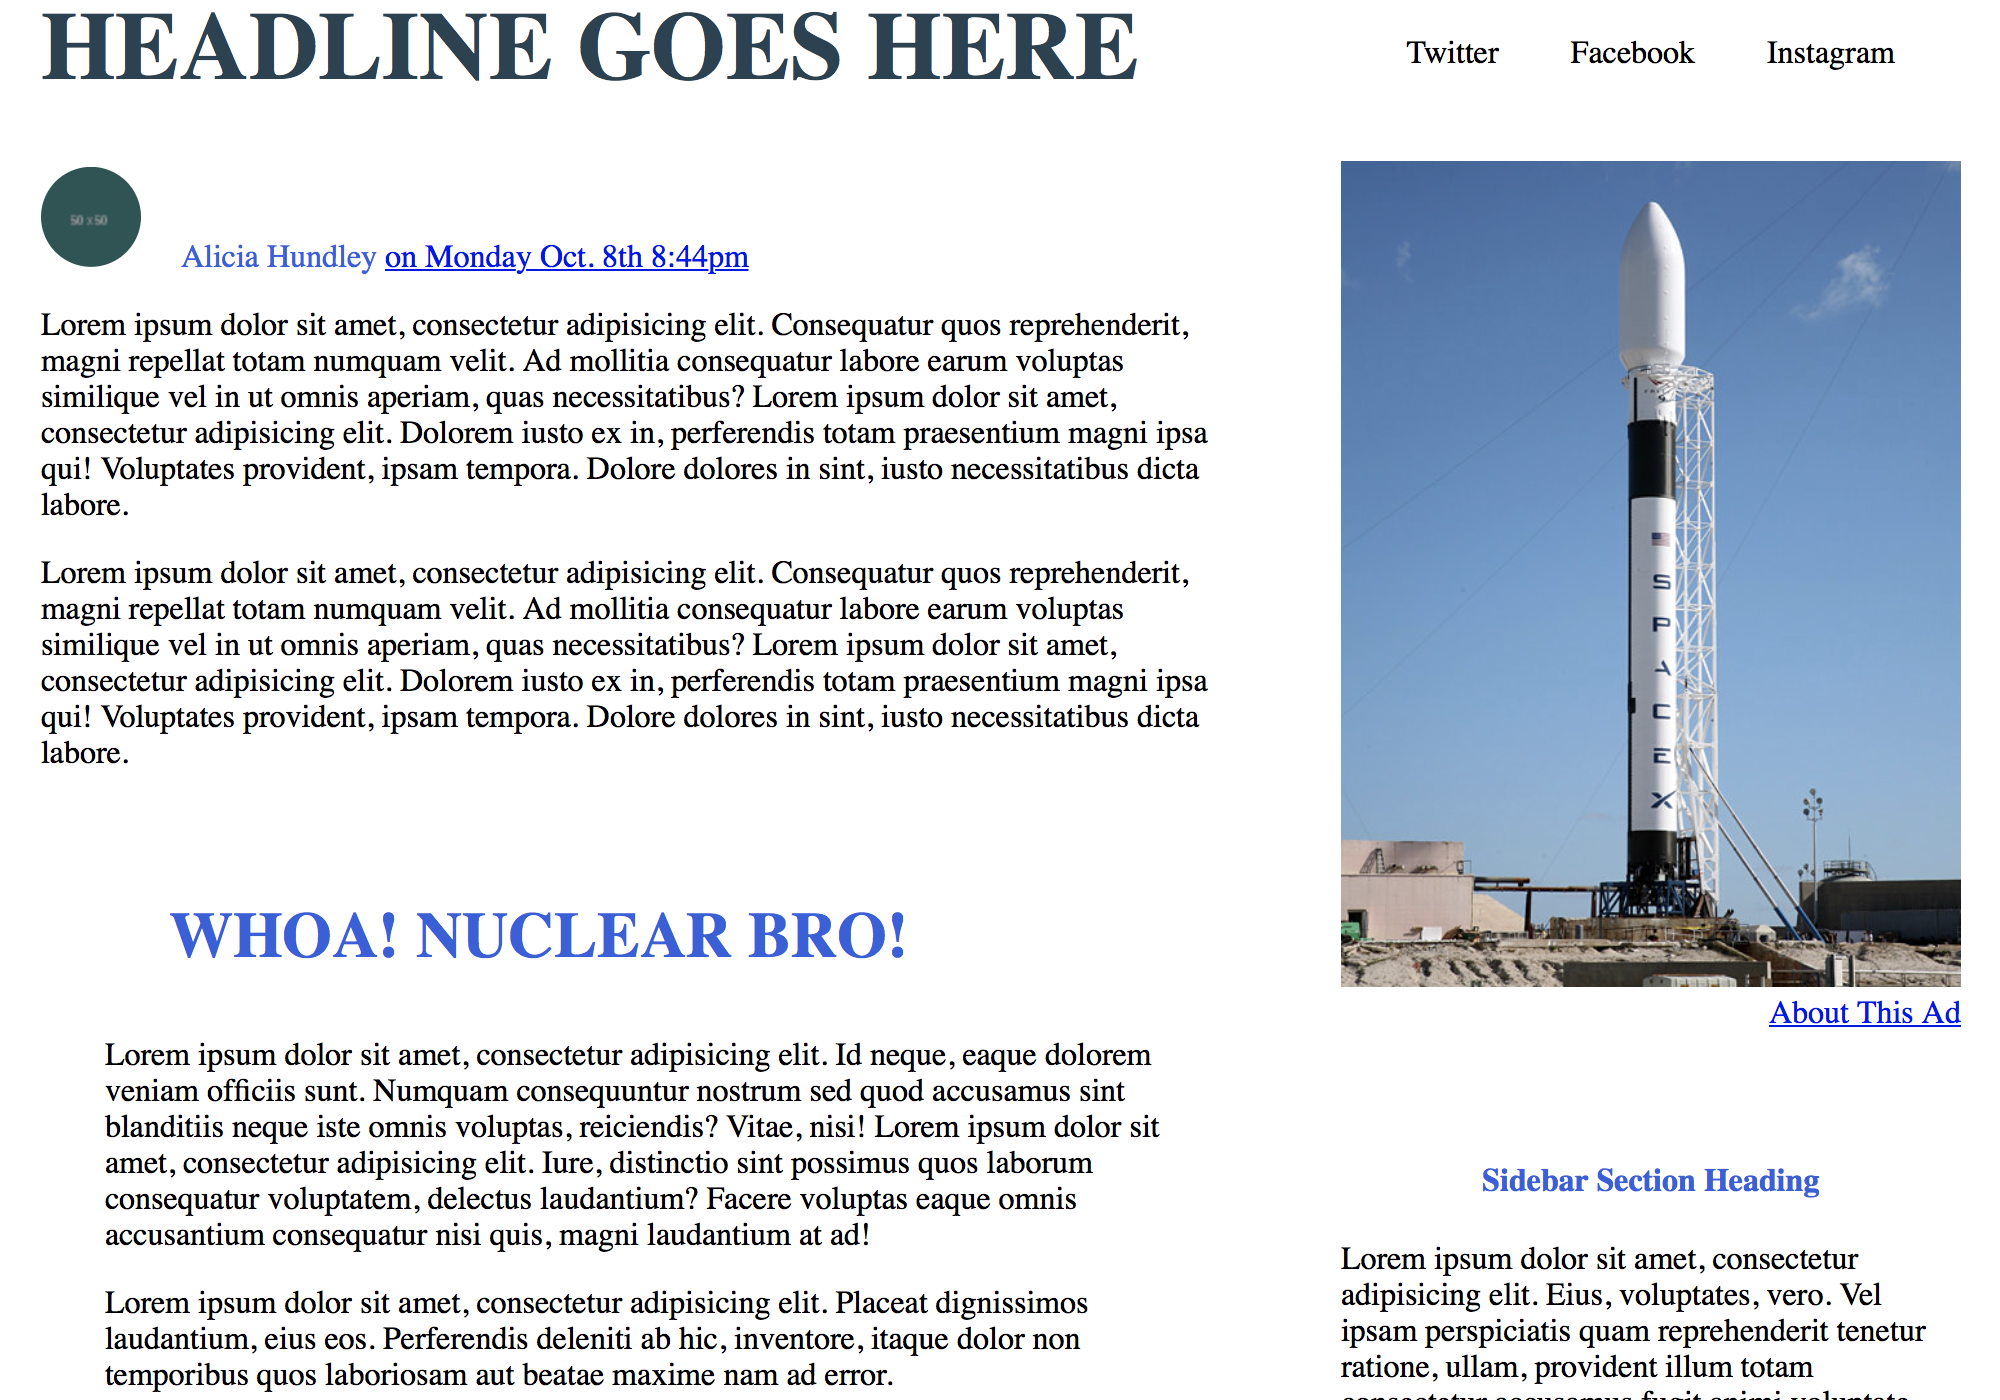 HEADLINE GOES HERE
Twitter Facebook Instagram
50 x 50
Alicia Hundley on Monday Oct. 8th 8:44pm
Lorem ipsum dolor sit amet, consectetur adipisicing elit. Consequatur quos reprehenderit,
magni repellat totam numquam velit. Ad mollitia consequatur labore earum voluptas
similique vel in ut omnis aperiam, quas necessitatibus? Lorem ipsum dolor sit amet,
consectetur adipisicing elit. Dolorem iusto ex in, perferendis totam praesentium magni ipsa
qui! Voluptates provident, ipsam tempora. Dolore dolores in sint, iusto necessitatibus dicta
labore.
Lorem ipsum dolor sit amet, consectetur adipisicing elit. Consequatur quos reprehenderit,
magni repellat totam numquam velit. Ad mollitia consequatur labore earum voluptas
similique vel in ut omnis aperiam, quas necessitatibus? Lorem ipsum dolor sit amet,
consectetur adipisicing elit. Dolorem iusto ex in, perferendis totam praesentium magni ipsa
qui! Voluptates provident, ipsam tempora. Dolore dolores in sint, iusto necessitatibus dicta
labore.
WHOA! NUCLEAR BRO!
Lorem ipsum dolor sit amet, consectetur adipisicing elit. Id neque, eaque dolorem
veniam officiis sunt. Numquam consequuntur nostrum sed quod accusamus sint
blanditiis neque iste omnis voluptas, reiciendis? Vitae, nisi! Lorem ipsum dolor sit
amet, consectetur adipisicing elit. Iure, distinctio sint possimus quos laborum
consequatur voluptatem, delectus laudantium? Facere voluptas eaque omnis
accusantium consequatur nisi quis, magni laudantium at ad!
Lorem ipsum dolor sit amet, consectetur adipisicing elit. Placeat dignissimos
laudantium, eius eos. Perferendis deleniti ab hic, inventore, itaque dolor non
temporibus quos laboriosam aut beatae maxime nam ad error.
SPACEX
About This Ad
Sidebar Section Heading
Lorem ipsum dolor sit amet, consectetur
adipisicing elit. Eius, voluptates, vero. Vel
ipsam perspiciatis quam reprehenderit tenetur
ratione, ullam, provident illum totam